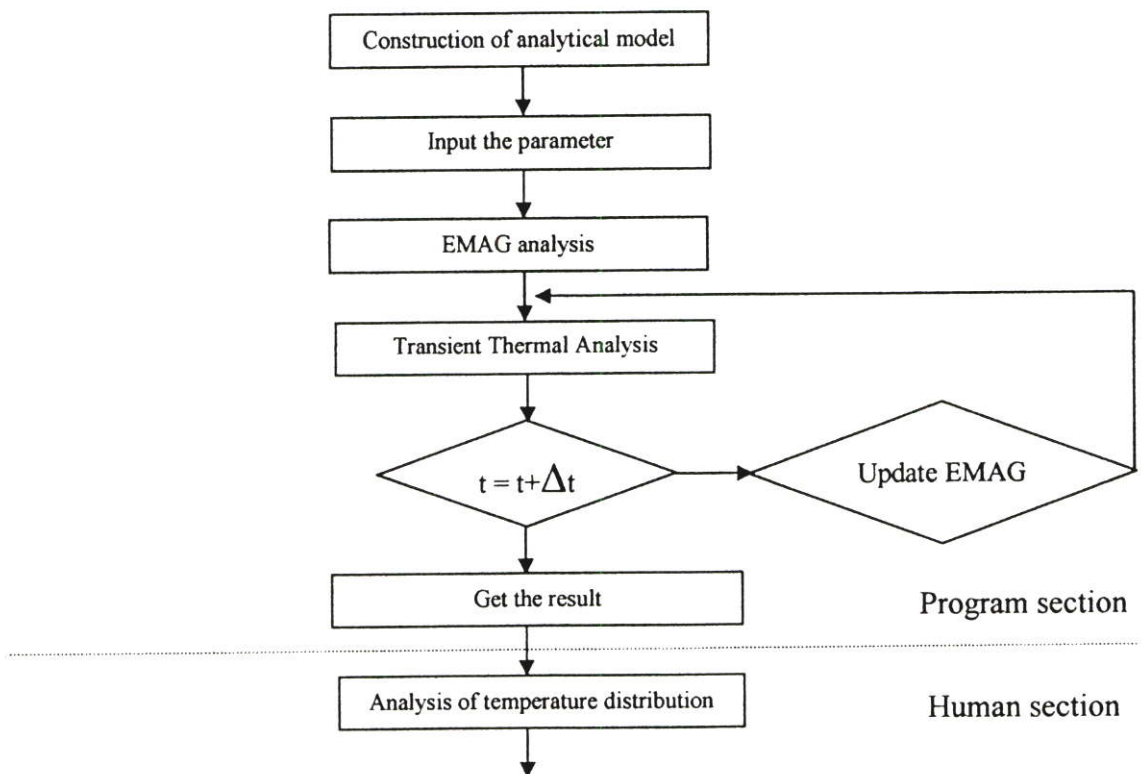 Construction of analytical model
Input the parameter
EMAG analysis
Transient Thermal Analysis
t = t+Δt
Update EMAG
Get the result
Program section
Analysis of temperature distribution
Human section